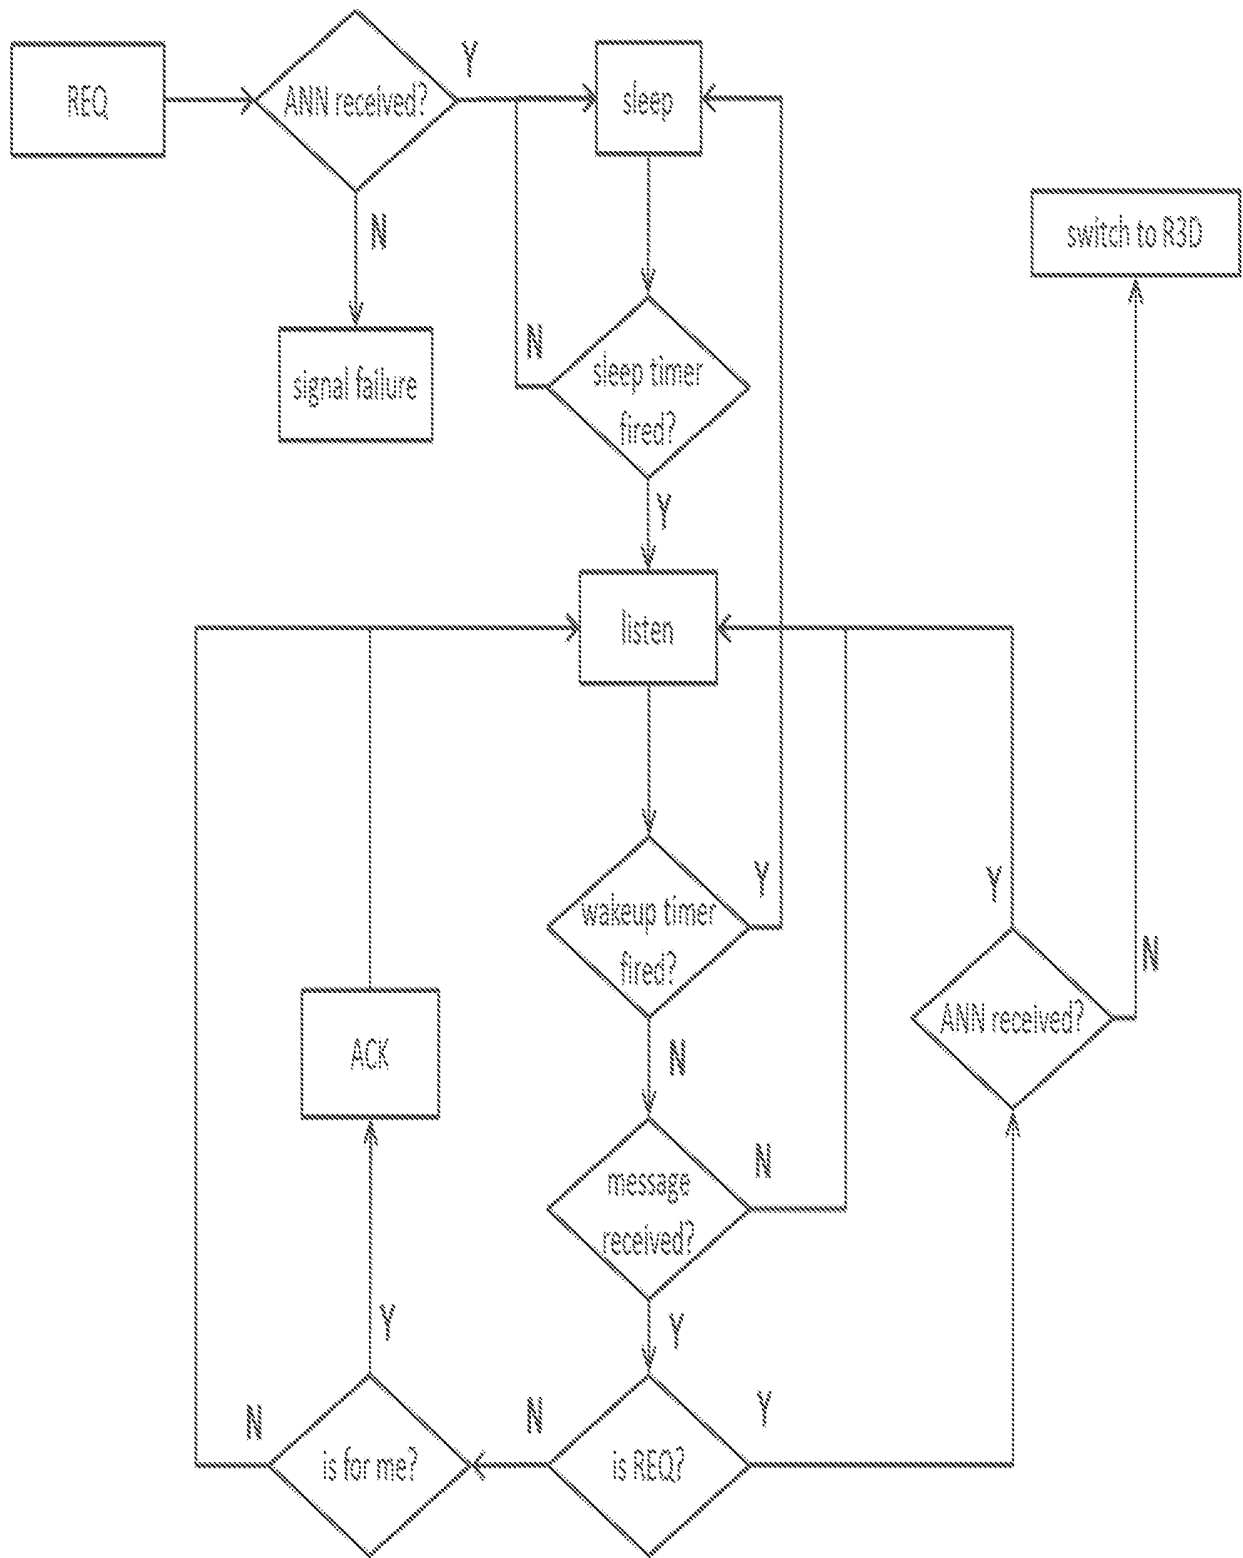 REQ
ANN received?
Y
sleep
N
switch to R3D
signal failure
N
sleep timer
fired?
Y
listen
wakeup timer
fired?
Y
Y
N
ANN received?
ACK
N
message
received?
N
Y
Y
N
is for me?
N
is REQ?
Y